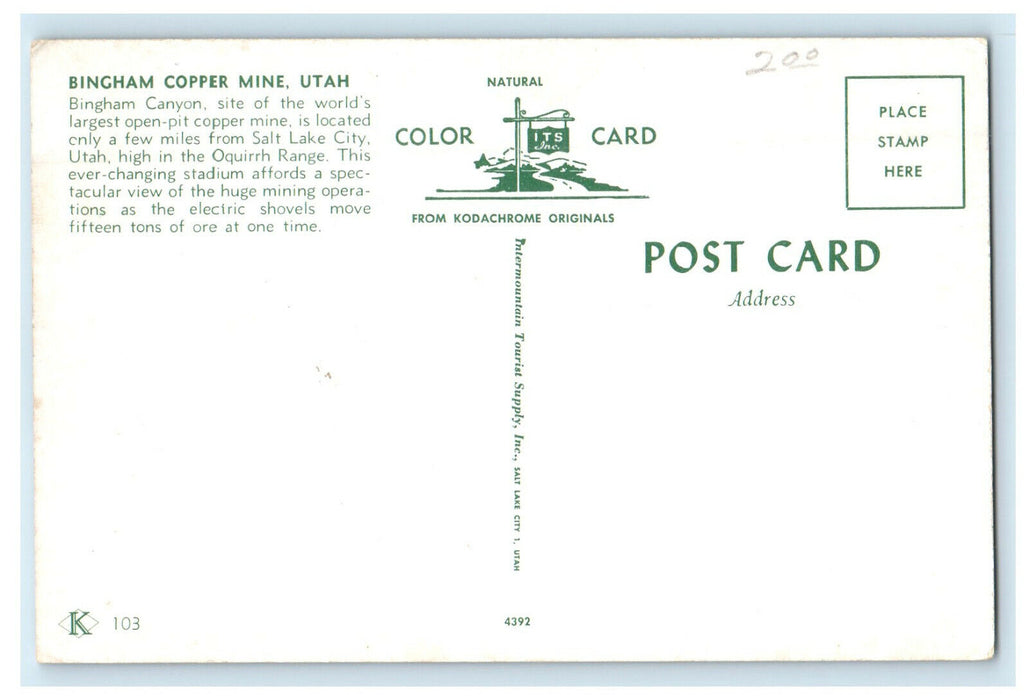 BINGHAM COPPER MINE, UTAH
Bingham Canyon, site of the world's
largest open-pit copper mine, is located
cnly a few miles from Salt Lake City,
Utah, high in the Oquirrh Range. This
ever-changing stadium affords a spec-
tacular view of the huge mining opera-
tions as the electric shovels move
fifteen tons of ore at one time.
NATURAL
COLOR CARD
ITS
Inc.
FROM KODACHROME ORIGINALS
200
PLACE
STAMP
HERE
POST CARD
Address
Intermountain Tourist Supply, Inc., SALT LAKE CITY 1, UTAH
K 103
4392